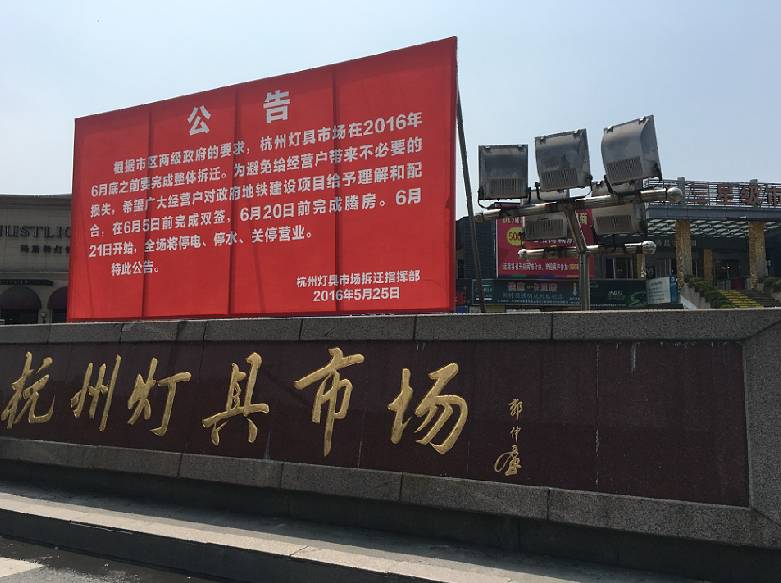 公告
根据市区两级政府的要求，杭州灯具市场在2016年
6月底之前要完成整体拆迁。为避免给经营户带来不必要的
损失，希望广大经营户对政府地铁建设项目给予理解和配
合，在6月5日前完成双签，6月20日前完成腾房。6月
21日开始，全场将停电、停水、关停营业。
特此公告。
杭州灯具市场拆迁指挥部
2016年5月25日
杭州灯具市场
郭仲